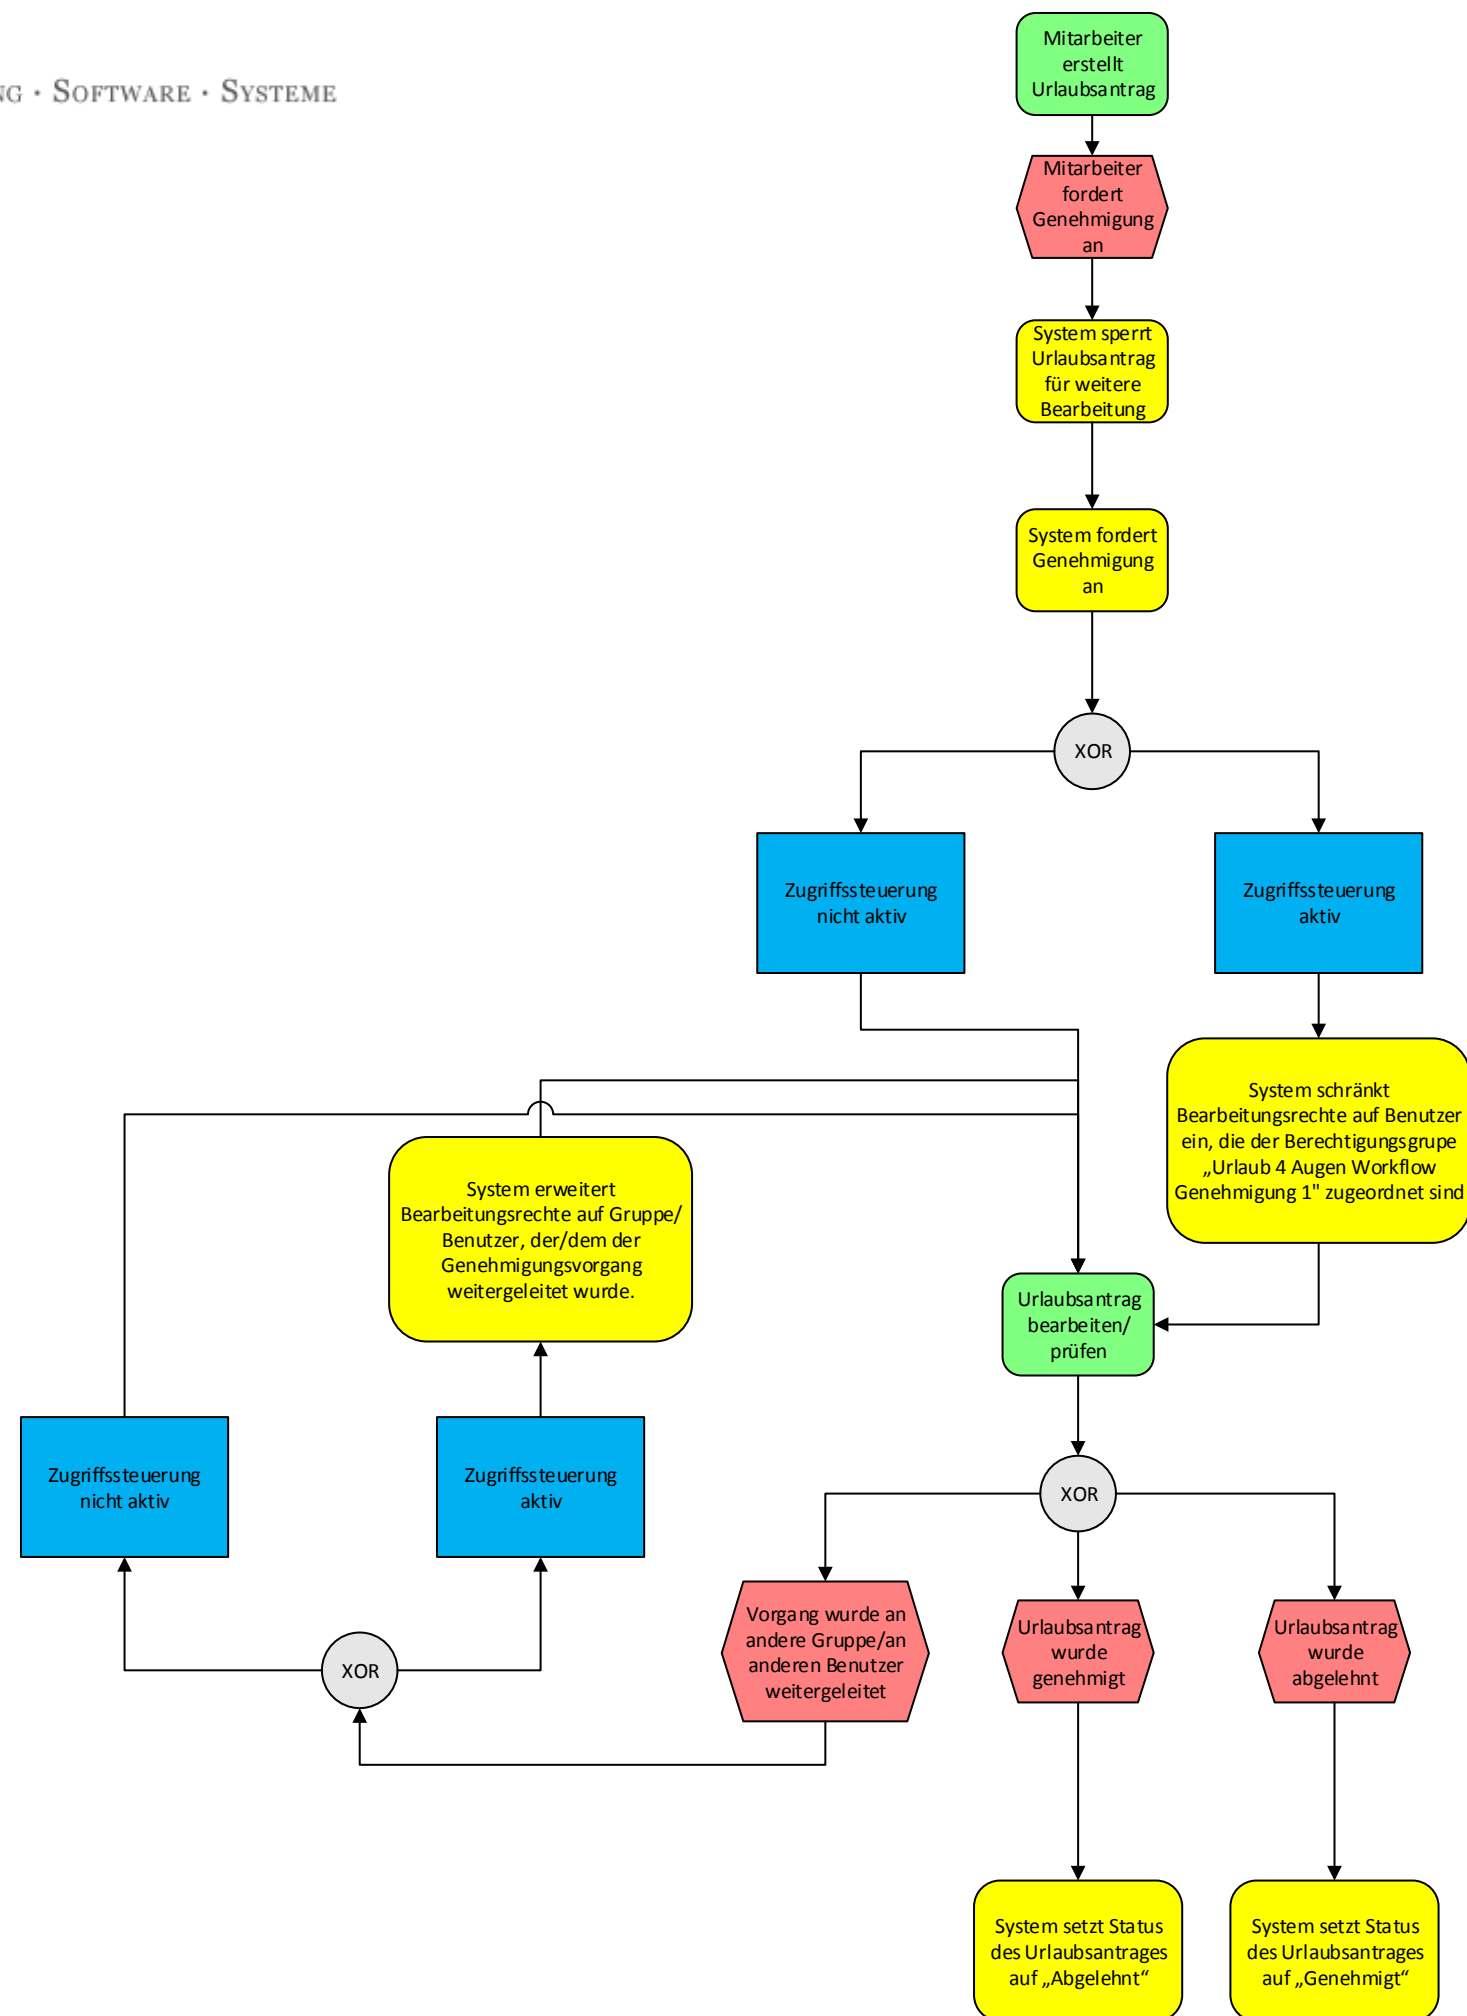 NG · SOFTWARE · SYSTEME
Mitarbeiter
erstellt
Urlaubsantrag
Mitarbeiter
fordert
Genehmigung
an
System sperrt
Urlaubsantrag
für weitere
Bearbeitung
System fordert
Genehmigung
an
XOR
Zugriffssteuerung
nicht aktiv
Zugriffssteuerung
aktiv
System schränkt
Bearbeitungsrechte auf Benutzer
ein, die der Berechtigungsgrupe
„Urlaub 4 Augen Workflow
Genehmigung 1" zugeordnet sind
System erweitert
Bearbeitungsrechte auf Gruppe/
Benutzer, der/dem der
Genehmigungsvorgang
weitergeleitet wurde.
Urlaubsantrag
bearbeiten/
prüfen
Zugriffssteuerung
nicht aktiv
Zugriffssteuerung
aktiv
XOR
Vorgang wurde an
andere Gruppe/an
anderen Benutzer
weitergeleitet
Urlaubsantrag
wurde
genehmigt
Urlaubsantrag
wurde
abgelehnt
XOR
System setzt Status
des Urlaubsantrages
auf „Abgelehnt“
System setzt Status
des Urlaubsantrages
auf „Genehmigt“